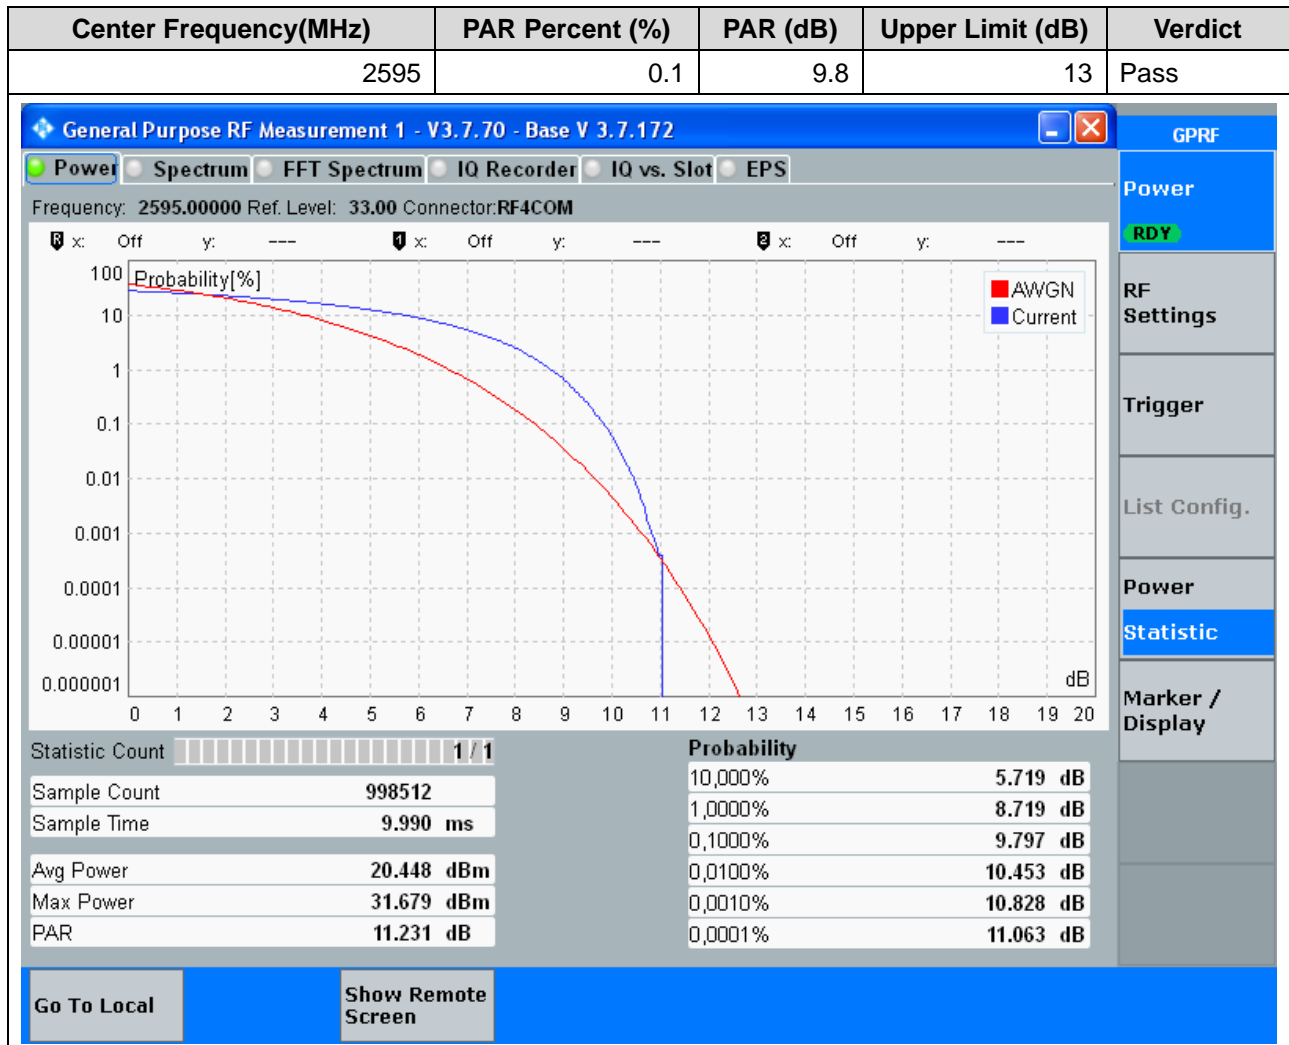 Center Frequency(MHz) PAR Percent (%) PAR (dB) Upper Limit (dB) Verdict
2595 0.1 9.8 13 Pass
General Purpose RF Measurement 1 - V3.7.70 - Base V 3.7.172
GPRF
Power Spectrum FFT Spectrum IQ Recorder IQ vs. Slot EPS
Power
RDY
Frequency: 2595.00000 Ref. Level: 33.00 Connector:RF4COM
R x: Off y: --- 1 x: Off y: --- 2 x: Off y: ---
Probability[%]
AWGN
Current
100
10
1
0.1
0.01
0.001
0.0001
0.00001
0.000001
dB
0 1 2 3 4 5 6 7 8 9 10 11 12 13 14 15 16 17 18 19 20
RF
Settings
Trigger
List Config.
Power
Statistic
Marker /
Display
Statistic Count 1 / 1
Sample Count 998512
Sample Time 9.990 ms
Avg Power 20.448 dBm
Max Power 31.679 dBm
PAR 11.231 dB
Probability
10,000% 5.719 dB
1,0000% 8.719 dB
0,1000% 9.797 dB
0,0100% 10.453 dB
0,0010% 10.828 dB
0,0001% 11.063 dB
Go To Local
Show Remote
Screen